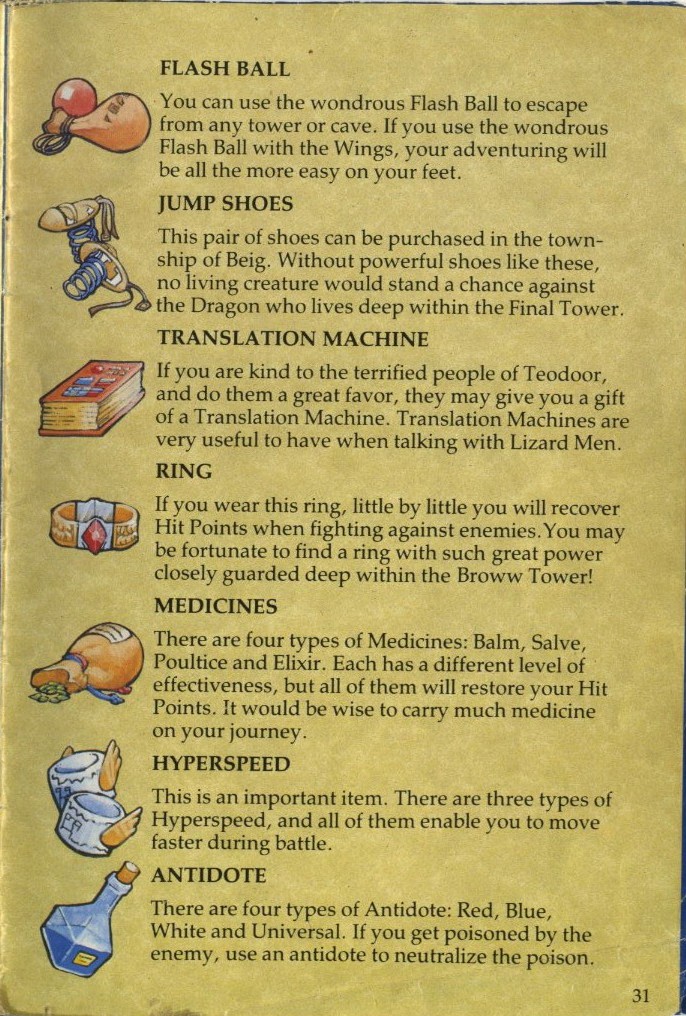 FLASH BALL
You can use the wondrous Flash Ball to escape
from any tower or cave. If you use the wondrous
Flash Ball with the Wings, your adventuring will
be all the more easy on your feet.
JUMP SHOES
This pair of shoes can be purchased in the town-
ship of Beig. Without powerful shoes like these,
no living creature would stand a chance against
the Dragon who lives deep within the Final Tower.
TRANSLATION MACHINE
If you are kind to the terrified people of Teodoor,
and do them a great favor, they may give you a gift
of a Translation Machine. Translation Machines are
very useful to have when talking with Lizard Men.
RING
If you wear this ring, little by little you will recover
Hit Points when fighting against enemies.You may
be fortunate to find a ring with such great power
closely guarded deep within the Broww Tower!
MEDICINES
There are four types of Medicines: Balm, Salve,
Poultice and Elixir. Each has a different level of
effectiveness, but all of them will restore your Hit
Points. It would be wise to carry much medicine
on your journey.
HYPERSPEED
This is an important item. There are three types of
Hyperspeed, and all of them enable you to move
faster during battle.
ANTIDOTE
There are four types of Antidote: Red, Blue,
White and Universal. If you get poisoned by the
enemy, use an antidote to neutralize the poison.
31